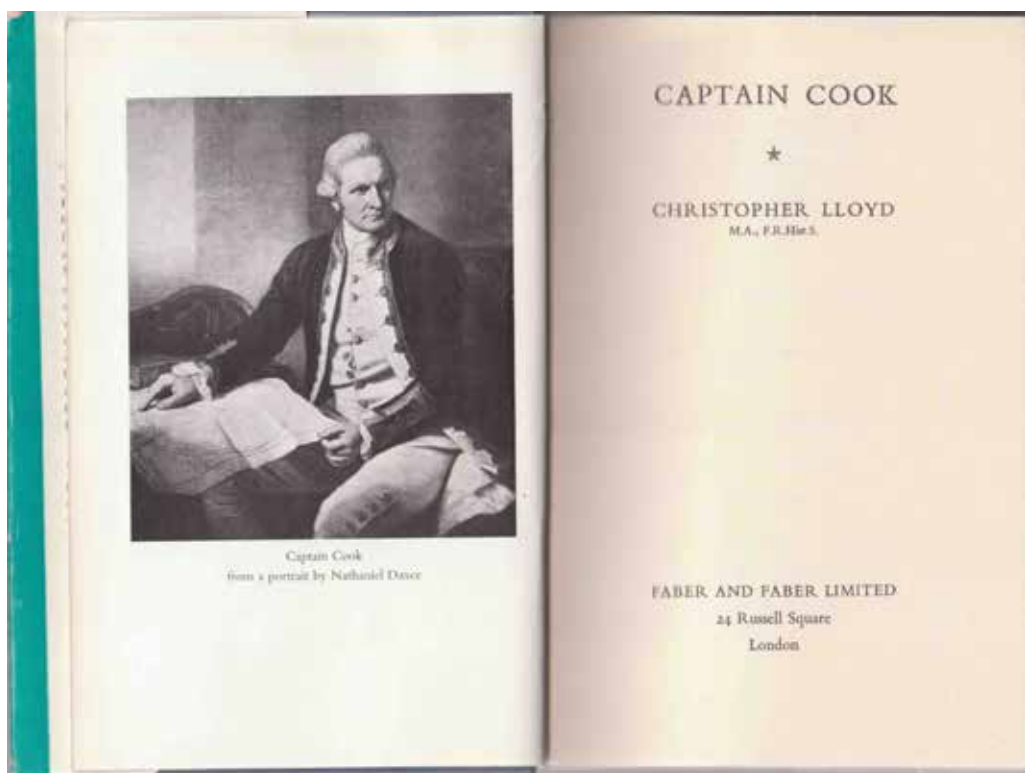 Captain Cook
from a portrait by Nathaniel Dance
CAPTAIN COOK
★
CHRISTOPHER LLOYD
M.A., F.R.Hist S.
FABER AND FABER LIMITED
24 Russell Square
London